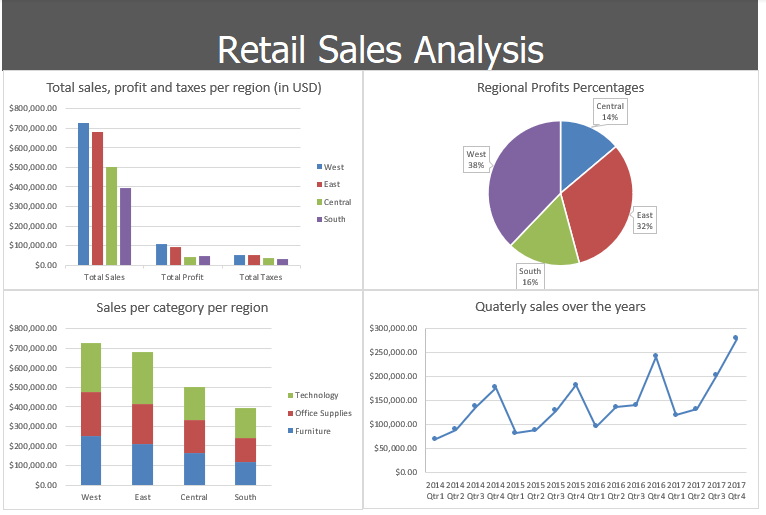 Retail Sales Analysis
Total sales, profit and taxes per region (in USD)
$800,000.00
$700,000.00
$600,000.00
$500,000.00
$400,000.00
$300,000.00
$200,000.00
$100,000.00
$0.00
Total Sales
Total Profit
Total Taxes
West
East
Central
South
Regional Profits Percentages
Central
14%
West
38%
East
32%
South
16%
Sales per category per region
$800,000.00
$700,000.00
$600,000.00
$500,000.00
$400,000.00
$300,000.00
$200,000.00
$100,000.00
$0.00
West
East
Central
South
Technology
Office Supplies
Furniture
Quaterly sales over the years
$300,000.00
$250,000.00
$200,000.00
$150,000.00
$100,000.00
$50,000.00
$0.00
2014 2014 2014 2014 2015 2015 2015 2015 2016 2016 2016 2016 2017 2017 2017 2017
Qtr1 Qtr2 Qtr3 Qtr4 Qtr1 Qtr2 Qtr3 Qtr4 Qtr1 Qtr2 Qtr3 Qtr4 Qtr1 Qtr2 Qtr3 Qtr4